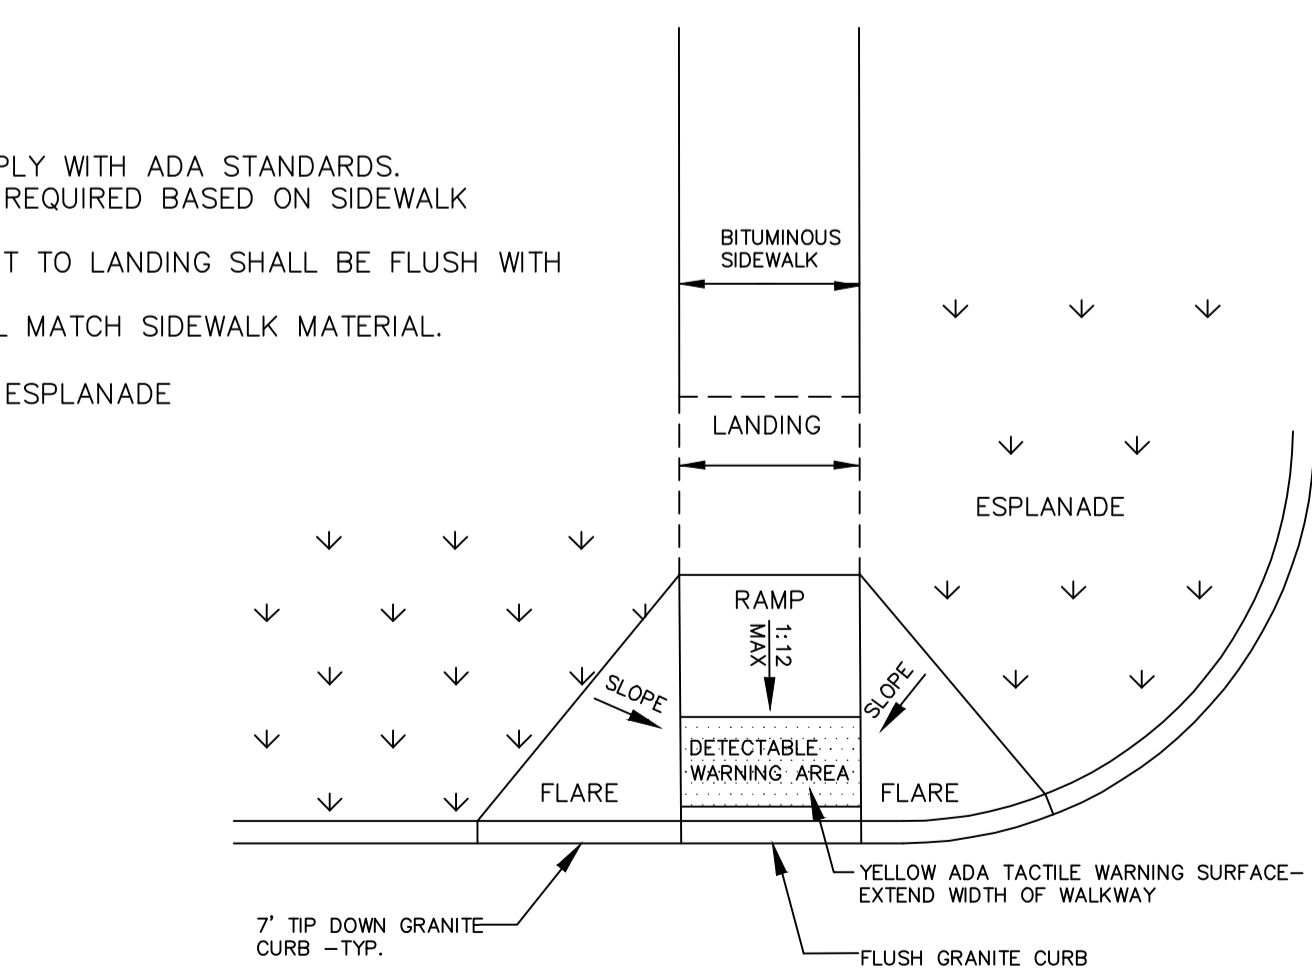 PLY WITH ADA STANDARDS.
REQUIRED BASED ON SIDEWALK
T TO LANDING SHALL BE FLUSH WITH
MATCH SIDEWALK MATERIAL.
ESPLANADE
BITUMINOUS
SIDEWALK
LANDING
ESPLANADE
RAMP
1:12
MAX
SLOPE
SLOPE
DETECTABLE
WARNING AREA
FLARE
FLARE
YELLOW ADA TACTILE WARNING SURFACE-
EXTEND WIDTH OF WALKWAY
7' TIP DOWN GRANITE
CURB -TYP.
FLUSH GRANITE CURB